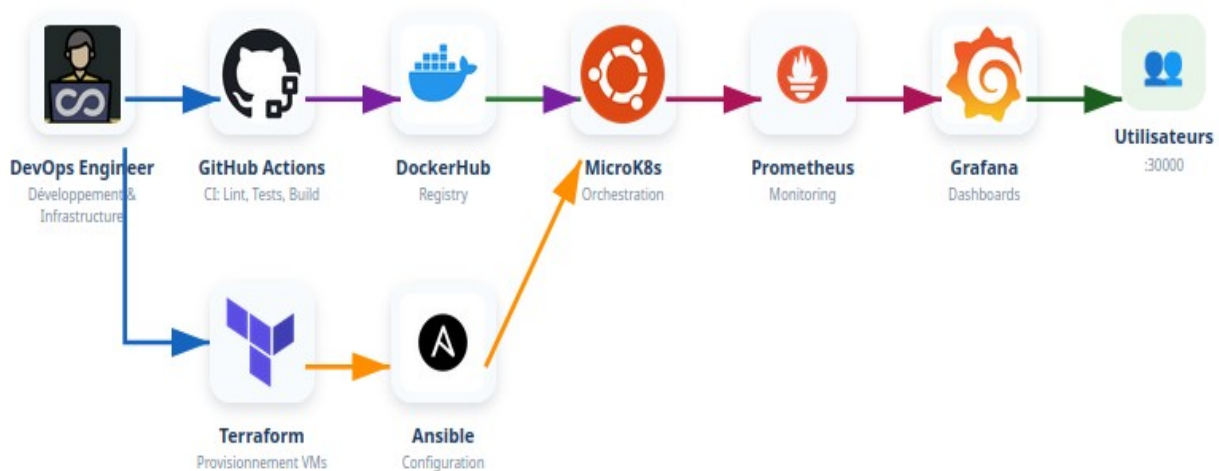 DevOps Engineer
Développement &
Infrastructure
GitHub Actions
CI: Lint, Tests, Build
DockerHub
Registry
MicroK8s
Orchestration
Prometheus
Monitoring
Grafana
Dashboards
Utilisateurs
:30000
Terraform
Provisionnement VMs
Ansible
Configuration